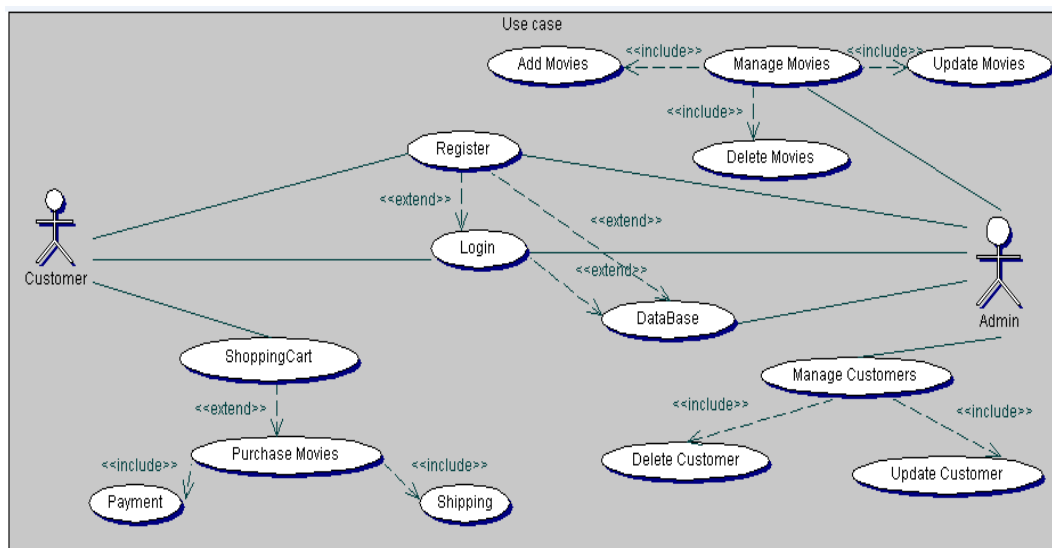 Use case
Add Movies
<<include>>
Manage Movies
<<include>>
Update Movies
<<include>>
Delete Movies
Register
<<extend>>
<<extend>>
Login
<<extend>>
Customer
DataBase
Admin
ShoppingCart
Manage Customers
<<extend>>
<<include>>
<<include>>
Purchase Movies
Delete Customer
Update Customer
<<include>>
<<include>>
Payment
Shipping